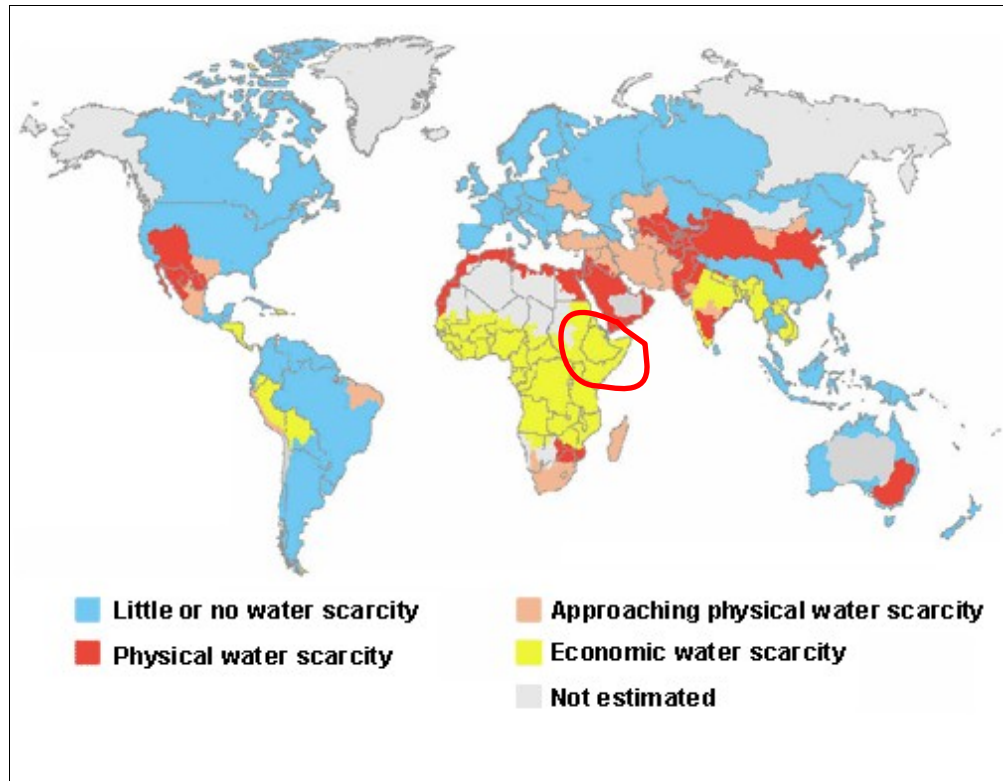 Little or no water scarcity
Approaching physical water scarcity
Physical water scarcity
Economic water scarcity
Not estimated